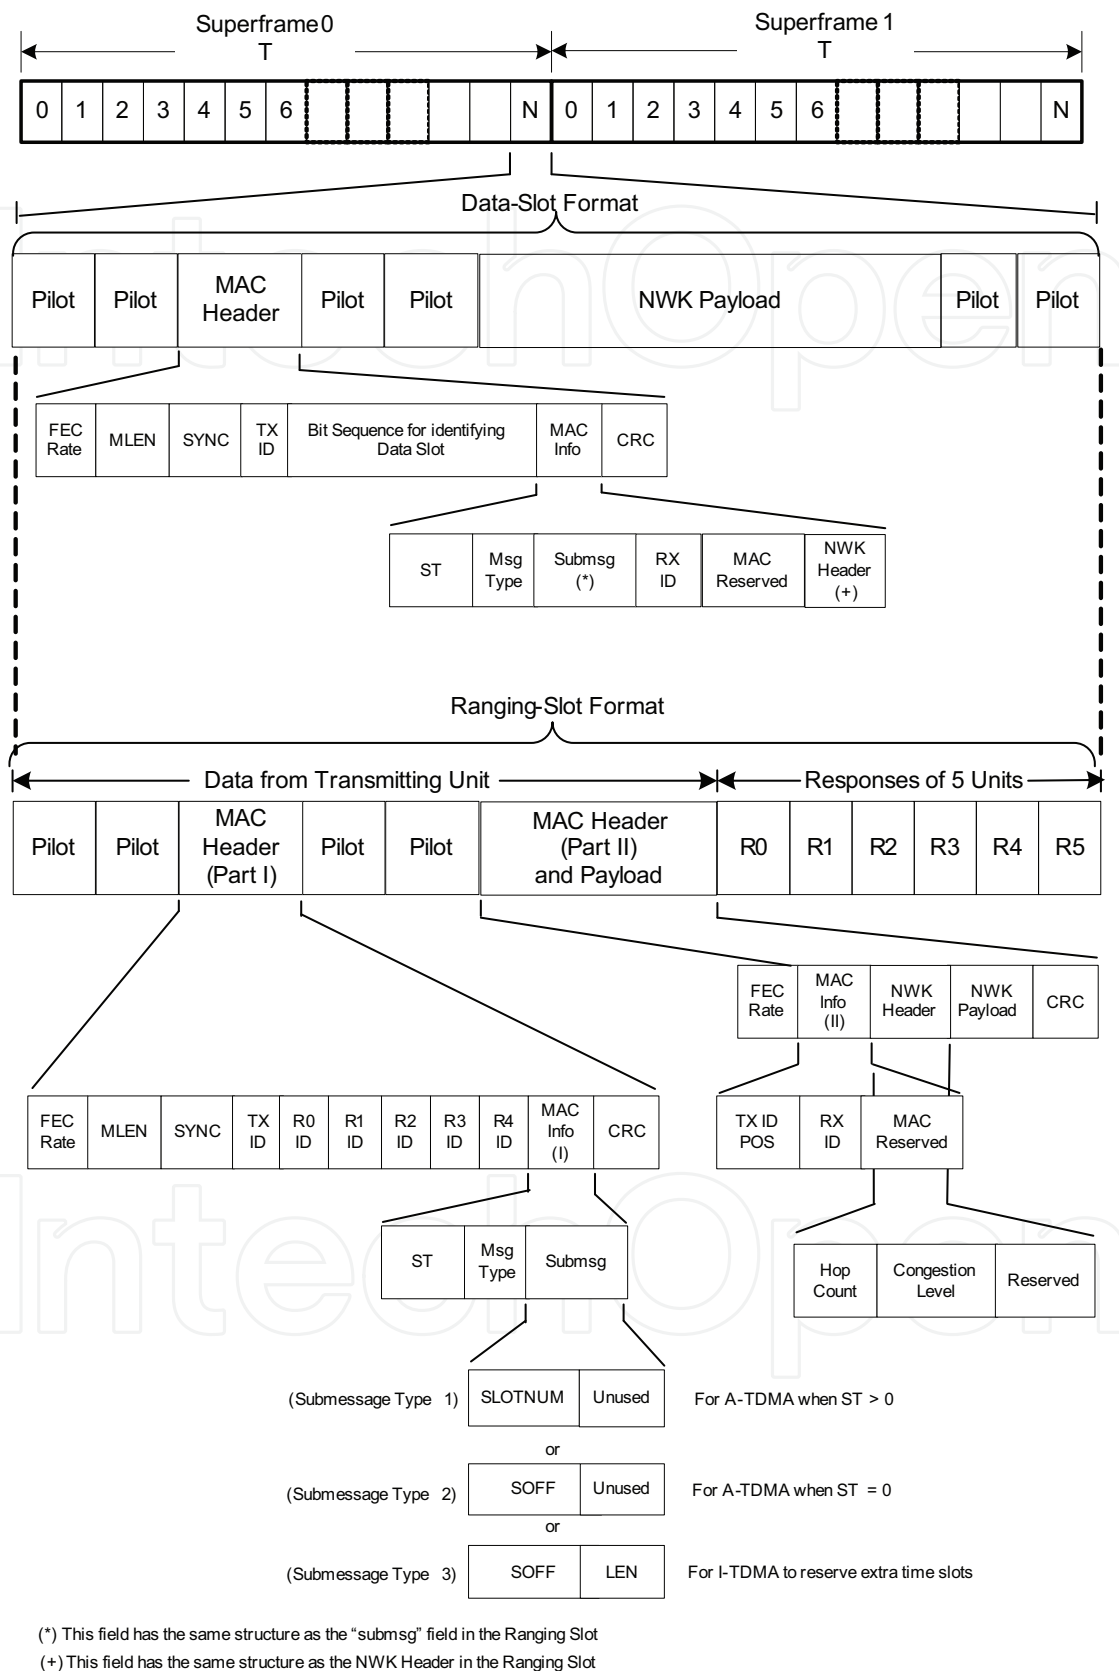 Superframe 0
Superframe 1
T
T
0 1 2 3 4 5 6 N 0 1 2 3 4 5 6 N
Data-Slot Format
Pilot
Pilot
MAC
Header
Pilot
Pilot
NWK Payload
Pilot
Pilot
FEC
Rate
MLEN
SYNC
TX
ID
Bit Sequence for identifying
Data Slot
MAC
Info
CRC
ST
Msg
Type
Submsg
(*)
RX
ID
MAC
Reserved
NWK
Header
(+)
Ranging-Slot Format
Data from Transmitting Unit
Responses of 5 Units
Pilot
Pilot
MAC
Header
(Part I)
Pilot
Pilot
MAC Header
(Part II)
and Payload
R0
R1
R2
R3
R4
R5
FEC
Rate
MAC
Info
(II)
NWK
Header
NWK
Payload
CRC
FEC
Rate
MLEN
SYNC
TX
ID
R0
ID
R1
ID
R2
ID
R3
ID
R4
ID
MAC
Info
(I)
CRC
TX ID
POS
RX
ID
MAC
Reserved
ST
Msg
Type
Submsg
Hop
Count
Congestion
Level
Reserved
(Submessage Type 1)
SLOTNUM
Unused
For A-TDMA when ST > 0
or
(Submessage Type 2)
SOFF
Unused
For A-TDMA when ST = 0
or
(Submessage Type 3)
SOFF
LEN
For I-TDMA to reserve extra time slots
(*) This field has the same structure as the “submsg” field in the Ranging Slot
(+) This field has the same structure as the NWK Header in the Ranging Slot
IntechOpen
IntechOpen